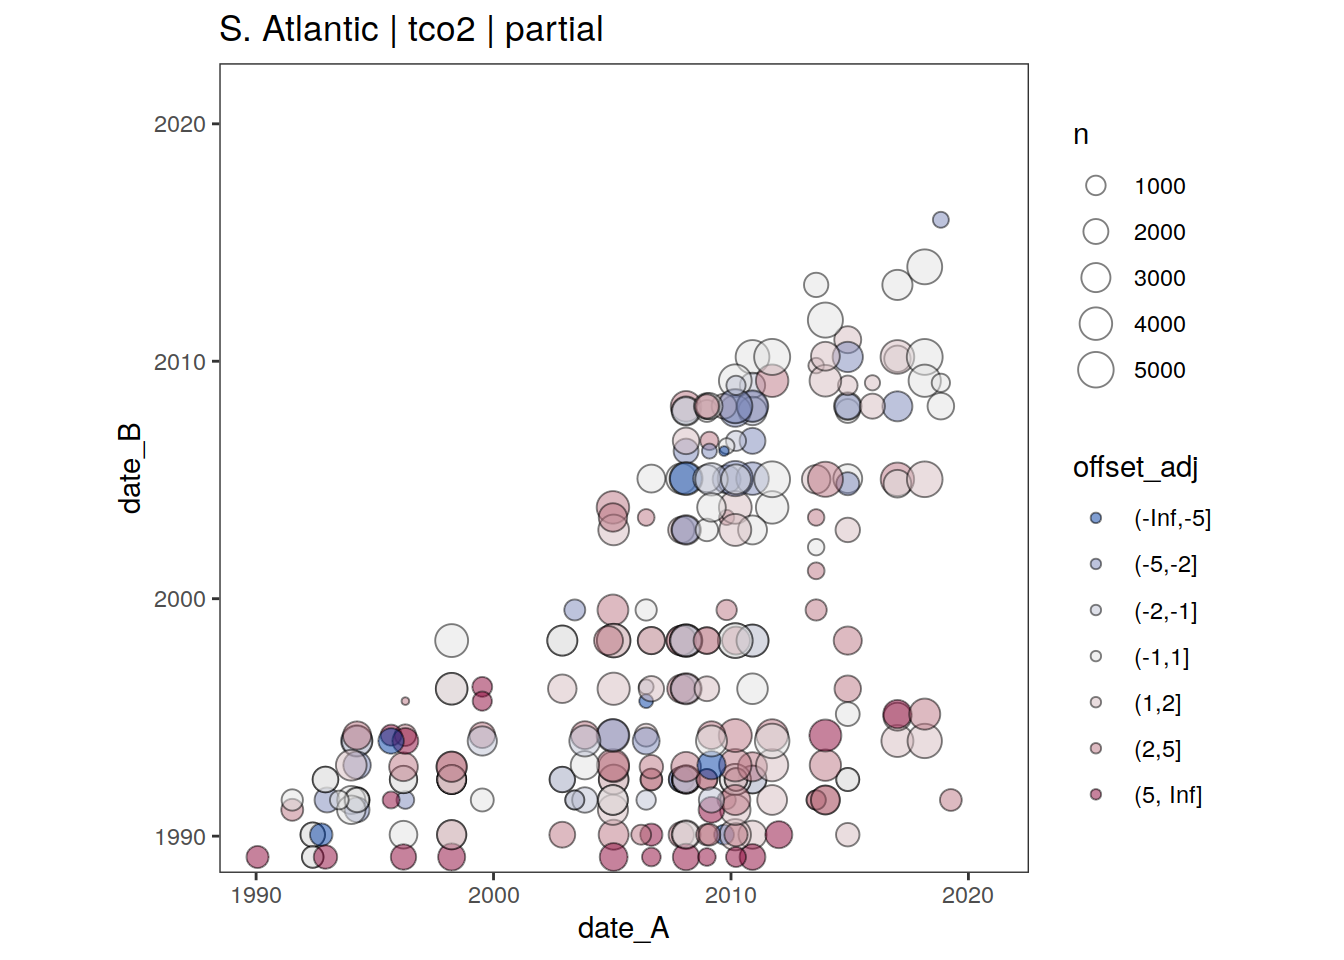 S. Atlantic | tco2 | partial
2020
2010
2000
1990
date_B
1990
2000
2010
2020
date_A
n
1000
2000
3000
4000
5000
offset_adj
(-Inf,-5]
(-5,-2]
(-2,-1]
(-1,1]
(1,2]
(2,5]
(5, Inf]